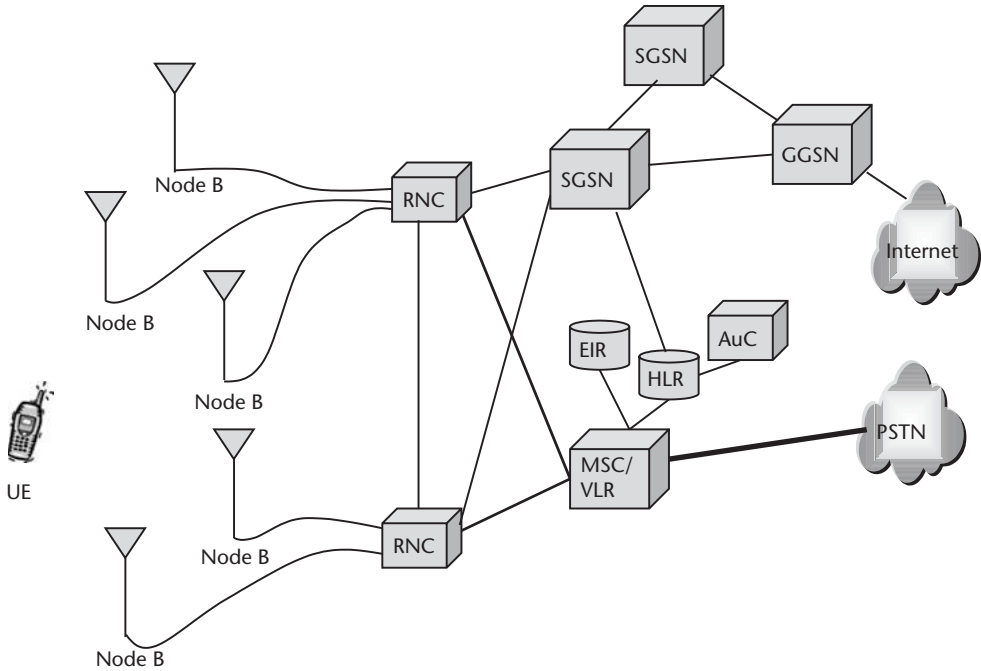 SGSN
GGSN
Node B
RNC
SGSN
Internet
Node B
EIR
AuC
HLR
Node B
PSTN
MSC/
VLR
UE
RNC
Node B
Node B